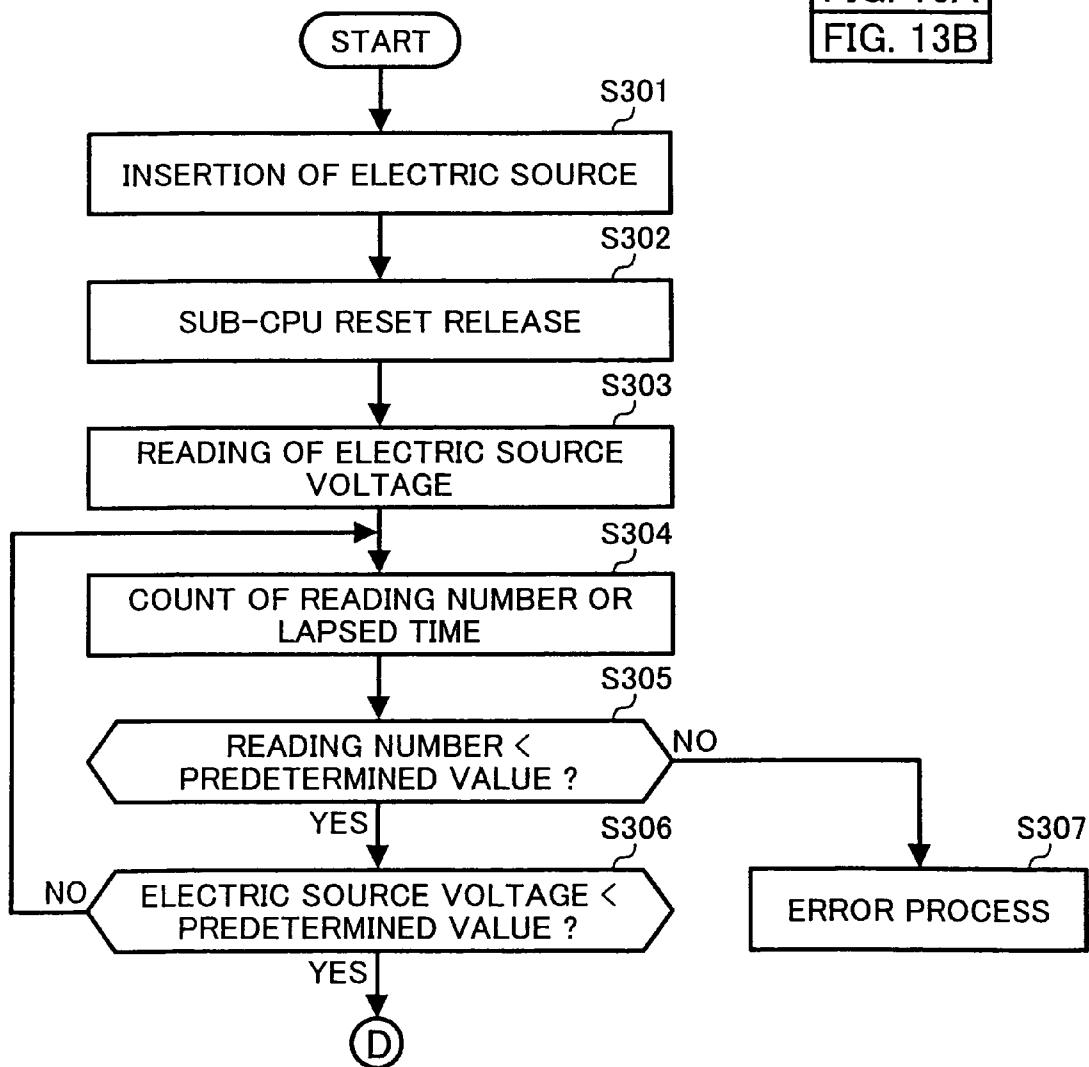 FIG. 13B
START
S301
INSERTION OF ELECTRIC SOURCE
S302
SUB-CPU RESET RELEASE
S303
READING OF ELECTRIC SOURCE
VOLTAGE
S304
COUNT OF READING NUMBER OR
LAPSED TIME
S305
READING NUMBER <
PREDETERMINED VALUE ?
NO
YES
S306
S307
NO
ELECTRIC SOURCE VOLTAGE <
PREDETERMINED VALUE ?
ERROR PROCESS
YES
D